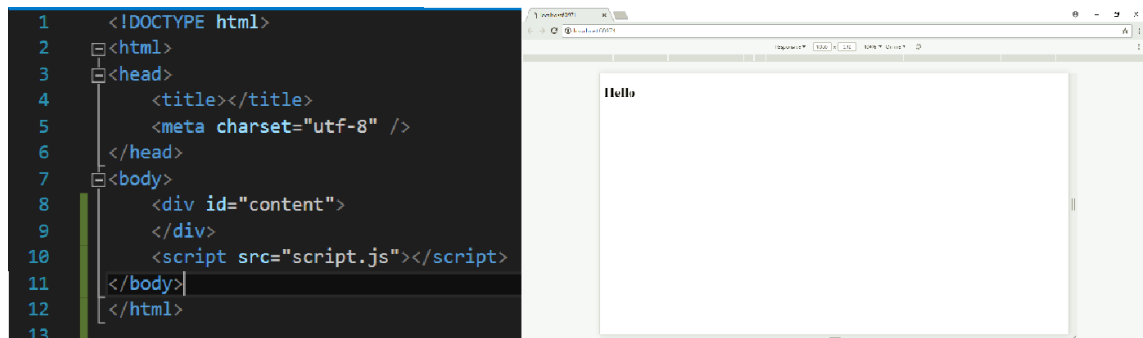 1 <!DOCTYPE html>
2 <html>
3 <head>
4 <title></title>
5 <meta charset="utf-8" />
6 </head>
7 <body>
8 <div id="content">
9 </div>
10 <script src="script.js"></script>
11 </body>
12 </html>
13
Hello